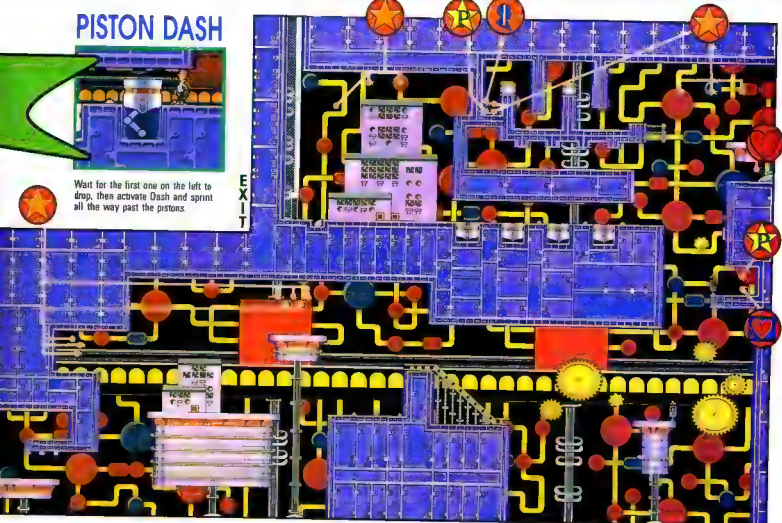 PISTON DASH
Wait for the first one on the left to
drop, then activate Dash and sprint
all the way past the pistons.
EXIT
P
P